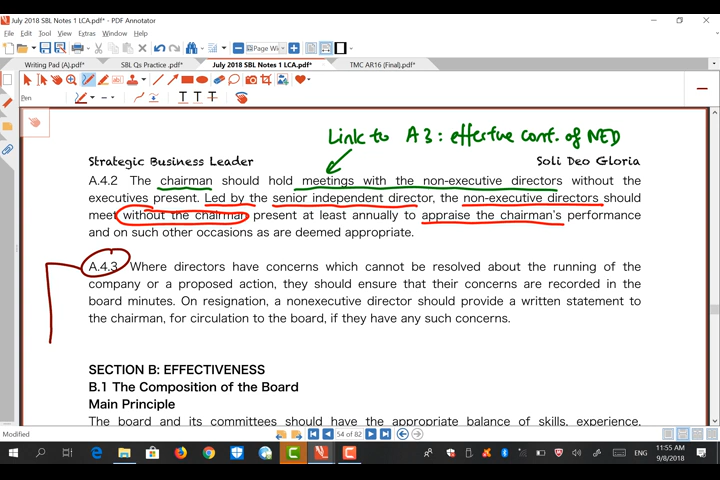 July 2018 SBL Notes 1 LCA.pdf* - PDF Annotator
File Edit Tool Extras Window Help
Page Wi
Writing Pad (A).pdf*
SBL Qs Practice .pdf*
July 2018 SBL Notes 1 LCA.pdf*
TMC AR16 (Final).pdf*
Pen
Link to A3: effective cont. of NED
Strategic Business Leader
Soli Deo Gloria
A.4.2 The chairman should hold meetings with the non-executive directors without the
executives present. Led by the senior independent director, the non-executive directors should
meet without the chairman present at least annually to appraise the chairman's performance
and on such other occasions as are deemed appropriate.
A.4.3 Where directors have concerns which cannot be resolved about the running of the
company or a proposed action, they should ensure that their concerns are recorded in the
board minutes. On resignation, a nonexecutive director should provide a written statement to
the chairman, for circulation to the board, if they have any such concerns.
SECTION B: EFFECTIVENESS
B.1 The Composition of the Board
Main Principle
The board and its committees should have the appropriate balance of skills, experience,
Modified
54 of 82
11:55 AM
ENG
9/8/2018